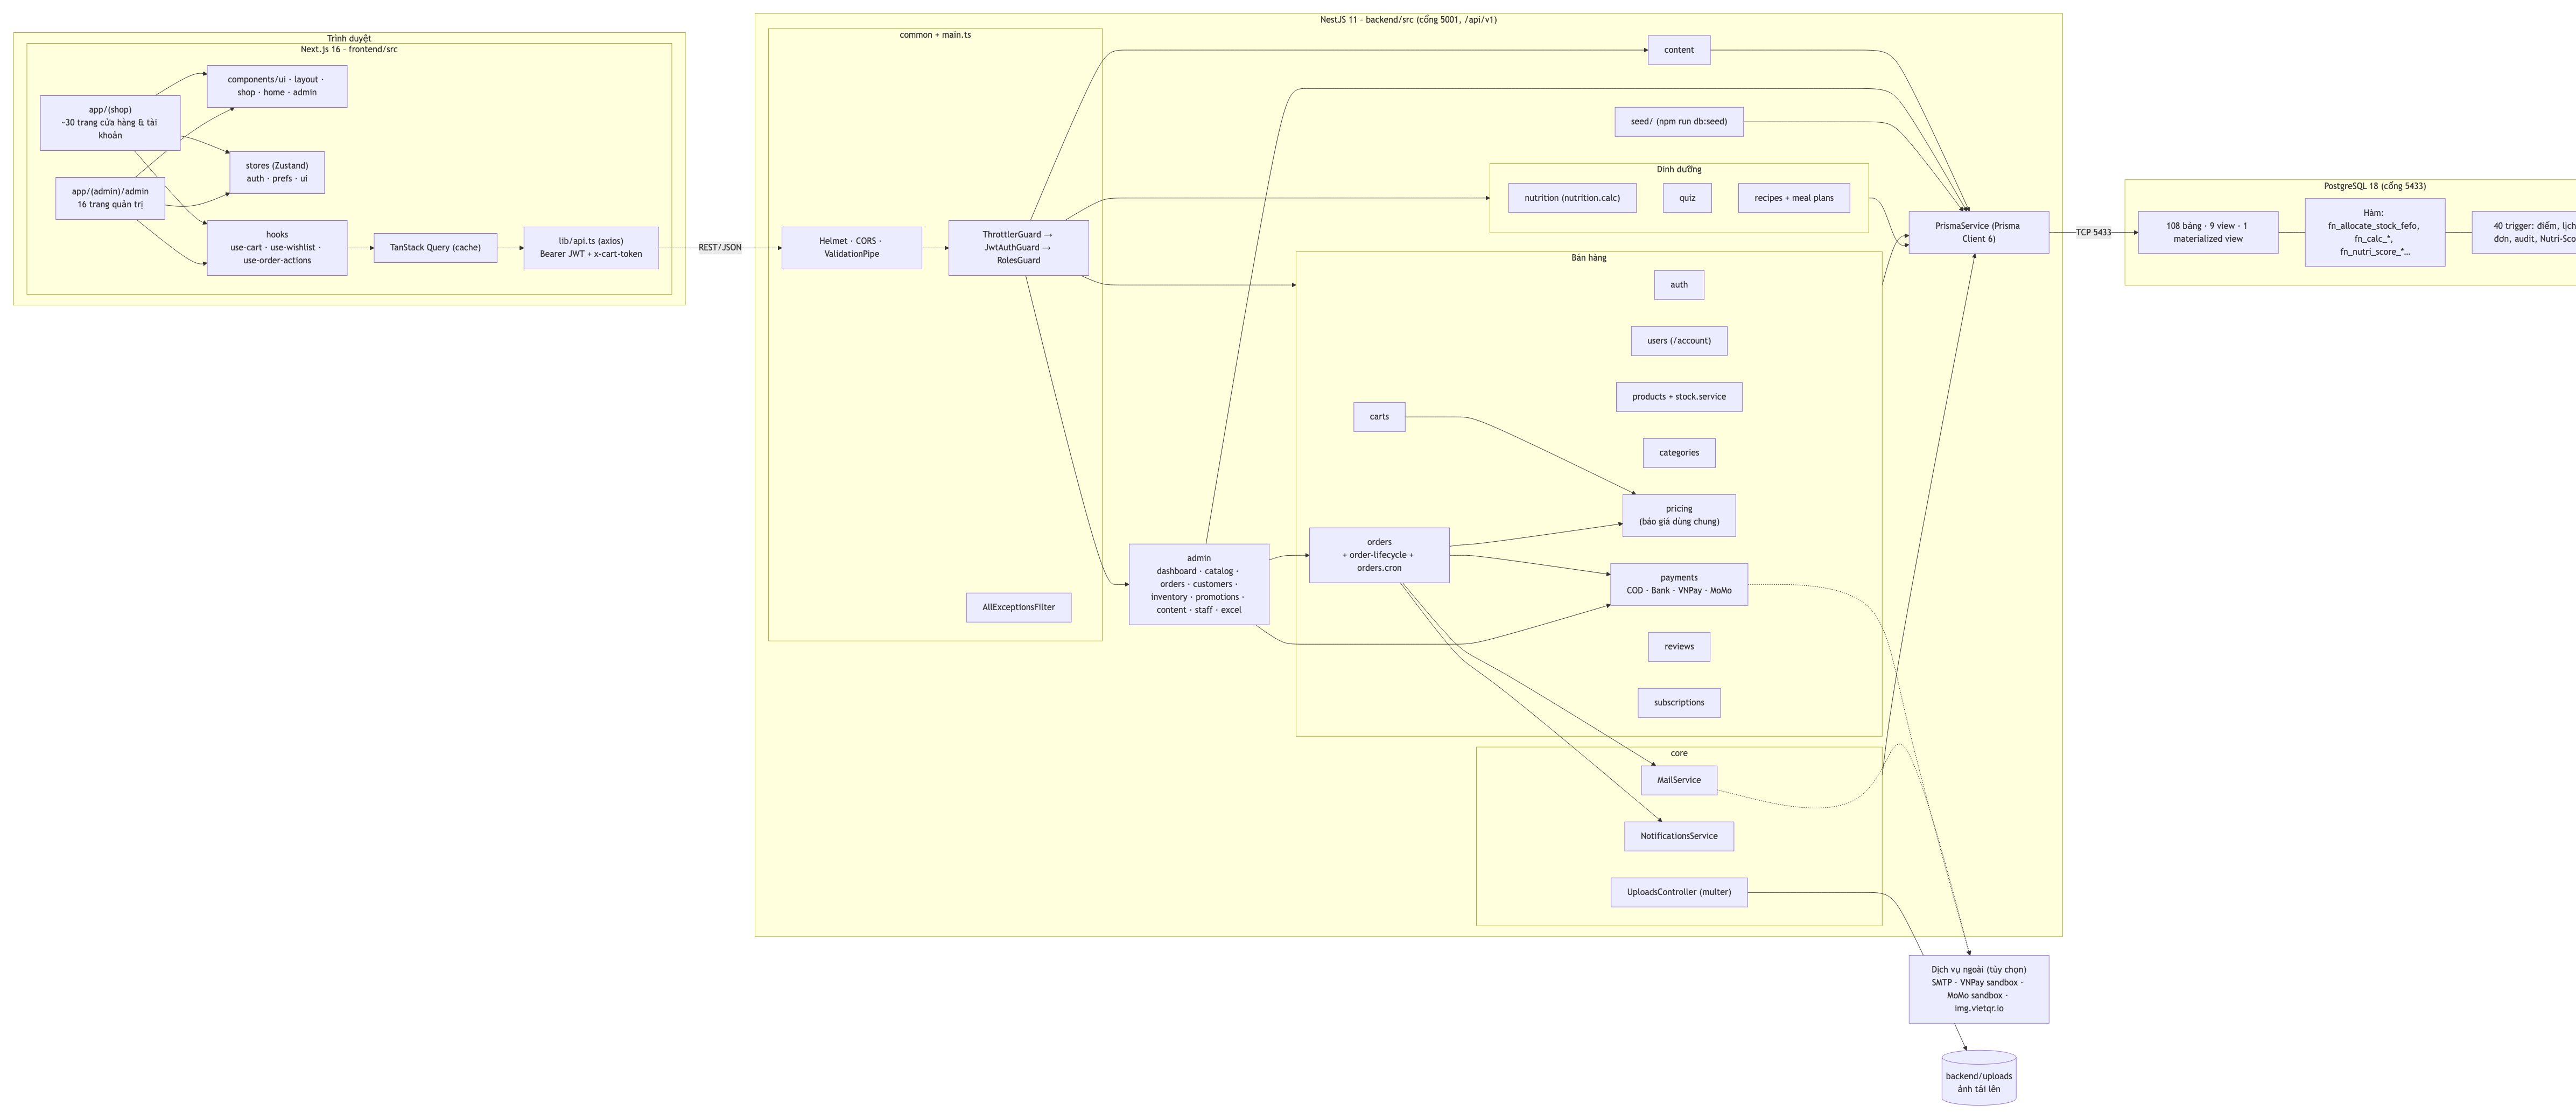 Trình duyệt
Next.js 16 - frontend/src
components/ui · layout ·
shop · home · admin
app/(shop)
~30 trang cửa hàng & tài
khoản
stores (Zustand)
auth · prefs · ui
app/(admin)/admin
16 trang quản trị
hooks
use-cart · use-wishlist ·
use-order-actions
TanStack Query (cache)
lib/api.ts (axios)
Bearer JWT + x-cart-token
REST/JSON
NestJS 11 - backend/src (cổng 5001, /api/v1)
common + main.ts
Helmet · CORS ·
ValidationPipe
ThrottlerGuard →
JwtAuthGuard →
RolesGuard
AllExceptionsFilter
admin
dashboard · catalog ·
orders · customers ·
inventory · promotions ·
content · staff · excel
content
seed/ (npm run db:seed)
Dinh dưỡng
nutrition (nutrition.calc)
quiz
recipes + meal plans
Bán hàng
auth
users (/account)
products + stock.service
categories
carts
pricing
(báo giá dùng chung)
orders
+ order-lifecycle +
orders.cron
payments
COD · Bank · VNPay · MoMo
reviews
subscriptions
core
MailService
NotificationsService
UploadsController (multer)
PrismaService (Prisma
Client 6)
TCP 5433
PostgreSQL 18 (cổng 5433)
108 bảng · 9 view · 1
materialized view
Hàm:
fn_allocate_stock_fefo,
fn_calc_*,
fn_nutri_score_*…
40 trigger: điểm, lịch
đơn, audit, Nutri-Sco
Dịch vụ ngoài (tùy chọn)
SMTP · VNPay sandbox ·
MoMo sandbox ·
img.vietqr.io
backend/uploads
ảnh tải lên